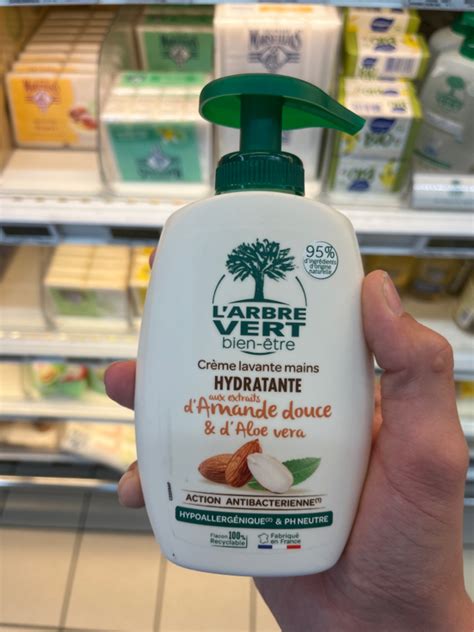 95%
d'ingrédients
d'origine
naturelle
L'ARBRE
VERT
bien-être
Crème lavante mains
HYDRATANTE
aux extraits
d'Amande douce
& d'Aloe vera
ACTION ANTIBACTERIENNE(1)
HYPOALLERGÉNIQUE(2) & PH NEUTRE
Flacon 100%
Recyclable
Fabriqué
en France